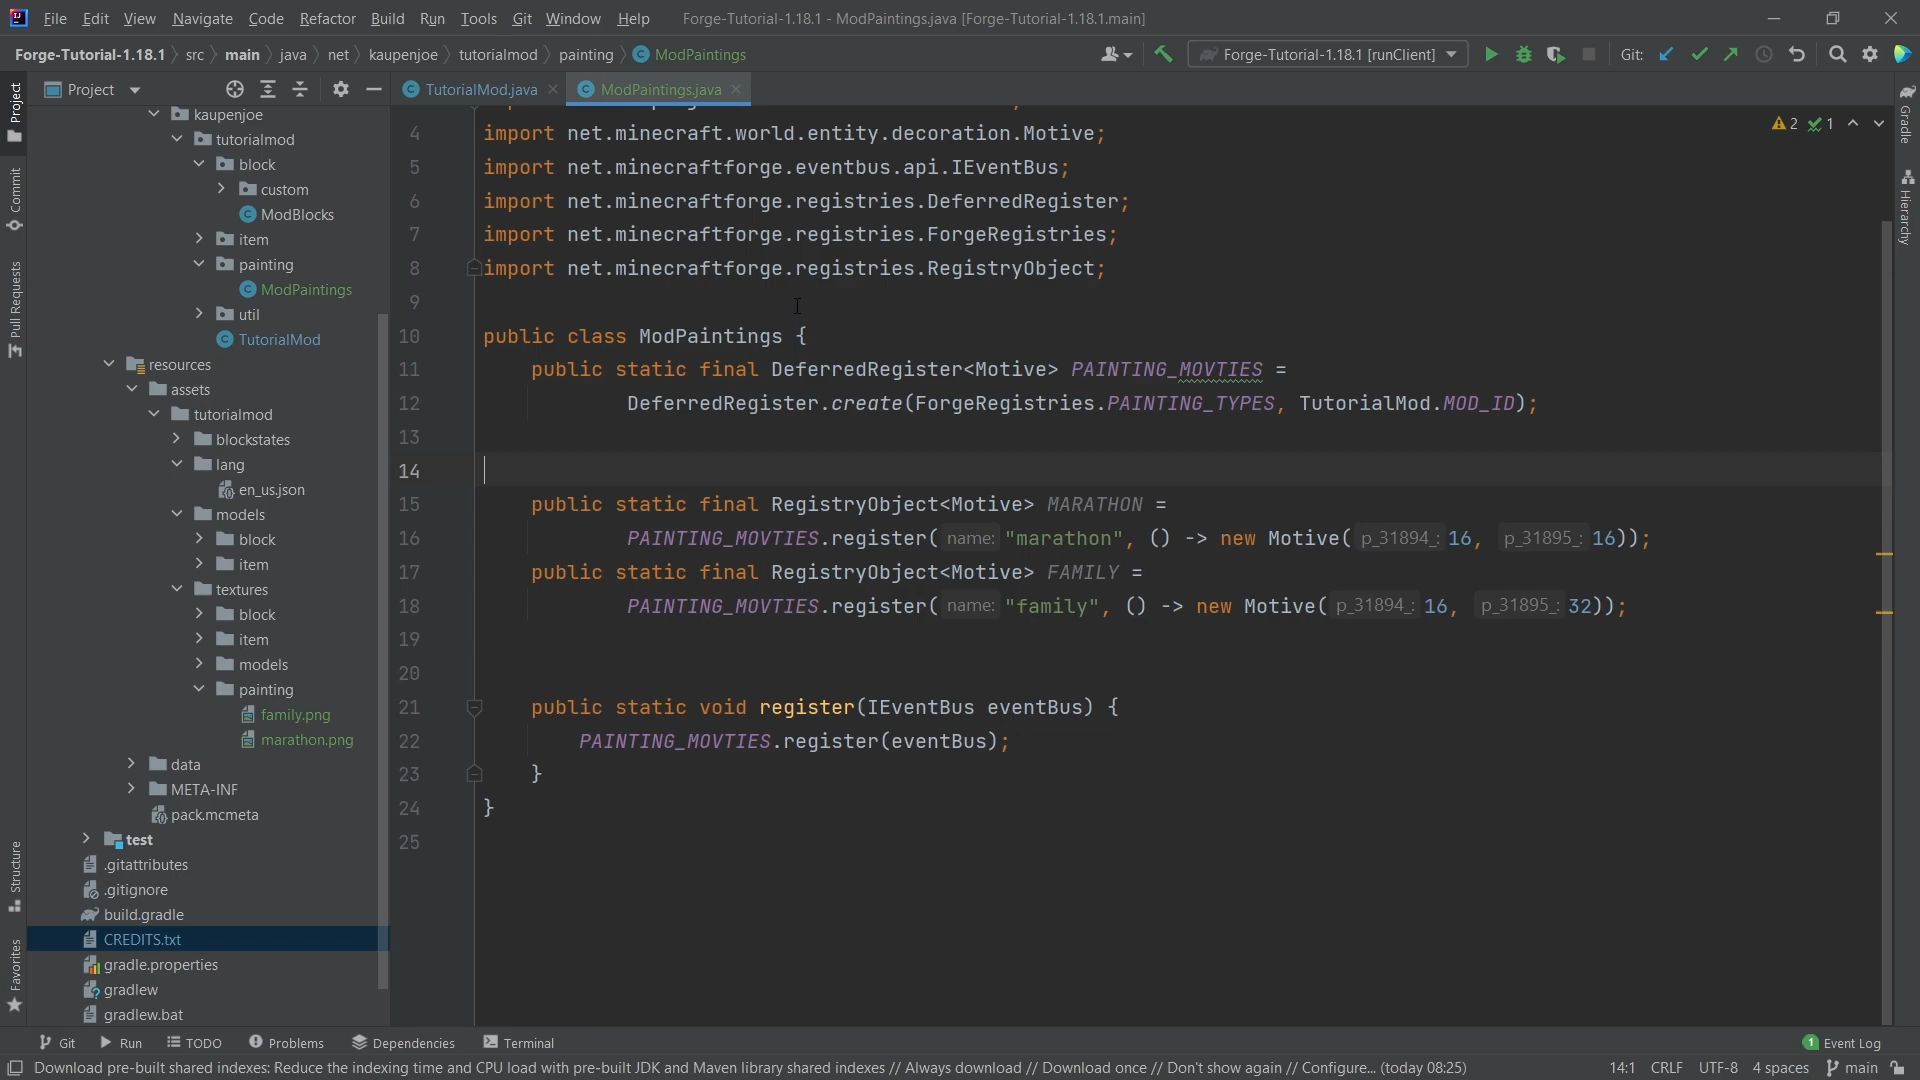 File Edit View Navigate Code Refactor Build Run Tools Git Window Help Forge-Tutorial-1.18.1 - ModPaintings.java [Forge-Tutorial-1.18.1.main]
Forge-Tutorial-1.18.1 src main java net kaupenjoe tutorialmod painting ModPaintings Forge-Tutorial-1.18.1 [runClient] Git:
Project TutorialMod.java ModPaintings.java
Project
Commit
Pull Requests
Structure
Favorites
kaupenjoe
tutorialmod
block
custom
ModBlocks
item
painting
ModPaintings
util
TutorialMod
resources
assets
tutorialmod
blockstates
lang
en_us.json
models
block
item
textures
block
item
models
painting
family.png
marathon.png
data
META-INF
pack.mcmeta
test
.gitattributes
.gitignore
build.gradle
CREDITS.txt
gradle.properties
gradlew
gradlew.bat
4 import net.minecraft.world.entity.decoration.Motive;
5 import net.minecraftforge.eventbus.api.IEventBus;
6 import net.minecraftforge.registries.DeferredRegister;
7 import net.minecraftforge.registries.ForgeRegistries;
8 import net.minecraftforge.registries.RegistryObject;
9
10 public class ModPaintings {
11 public static final DeferredRegister<Motive> PAINTING_MOVTIES =
12 DeferredRegister.create(ForgeRegistries.PAINTING_TYPES, TutorialMod.MOD_ID);
13
14
15 public static final RegistryObject<Motive> MARATHON =
16 PAINTING_MOVTIES.register( name: "marathon", () -> new Motive( p_31894_: 16, p_31895_: 16));
17 public static final RegistryObject<Motive> FAMILY =
18 PAINTING_MOVTIES.register( name: "family", () -> new Motive( p_31894_: 16, p_31895_: 32));
19
20
21 public static void register(IEventBus eventBus) {
22 PAINTING_MOVTIES.register(eventBus);
23 }
24 }
25
2 1
Gradle
Hierarchy
Git Run TODO Problems Dependencies Terminal 1 Event Log
Download pre-built shared indexes: Reduce the indexing time and CPU load with pre-built JDK and Maven library shared indexes // Always download // Download once // Don't show again // Configure... (today 08:25) 14:1 CRLF UTF-8 4 spaces main